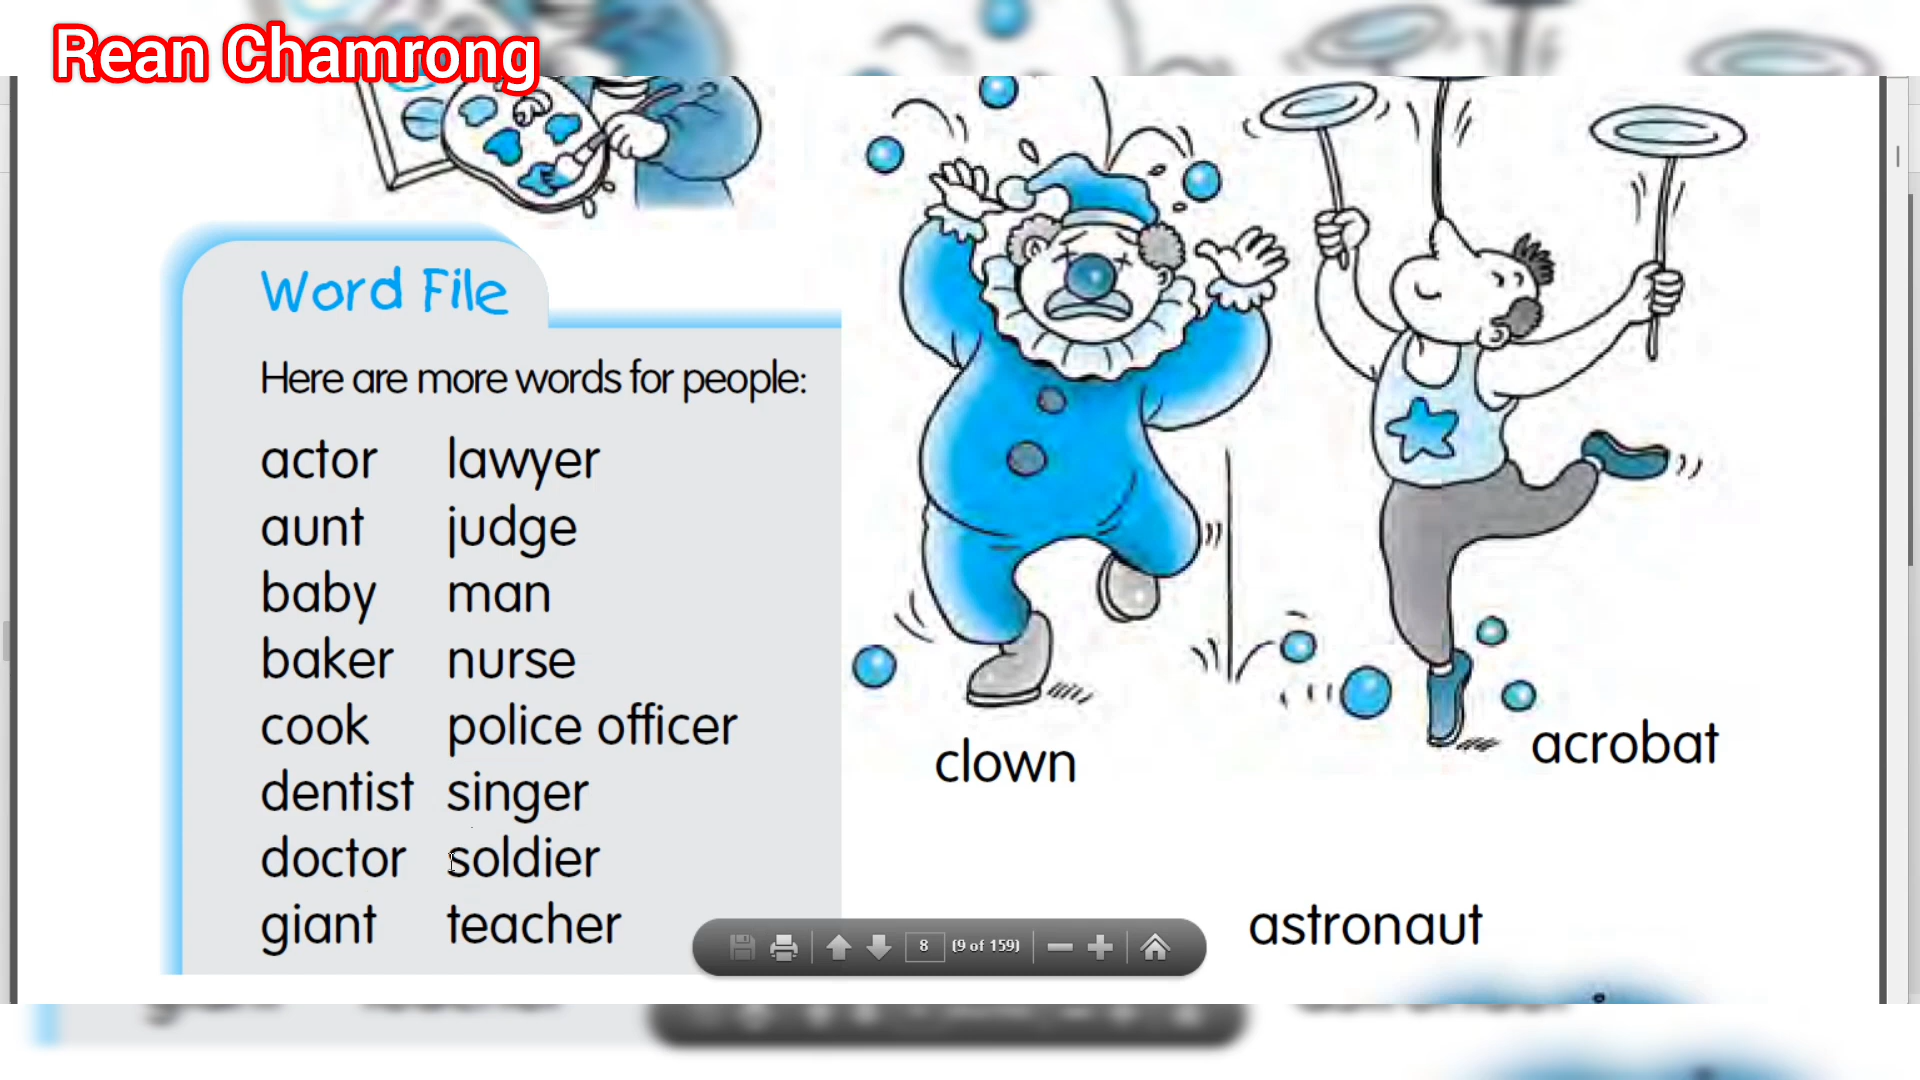 Rean Chamrong
Word File
Here are more words for people:
actor lawyer
aunt judge
baby man
baker nurse
cook police officer
dentist singer
doctor soldier
giant teacher
clown
acrobat
astronaut
8 (9 of 159)